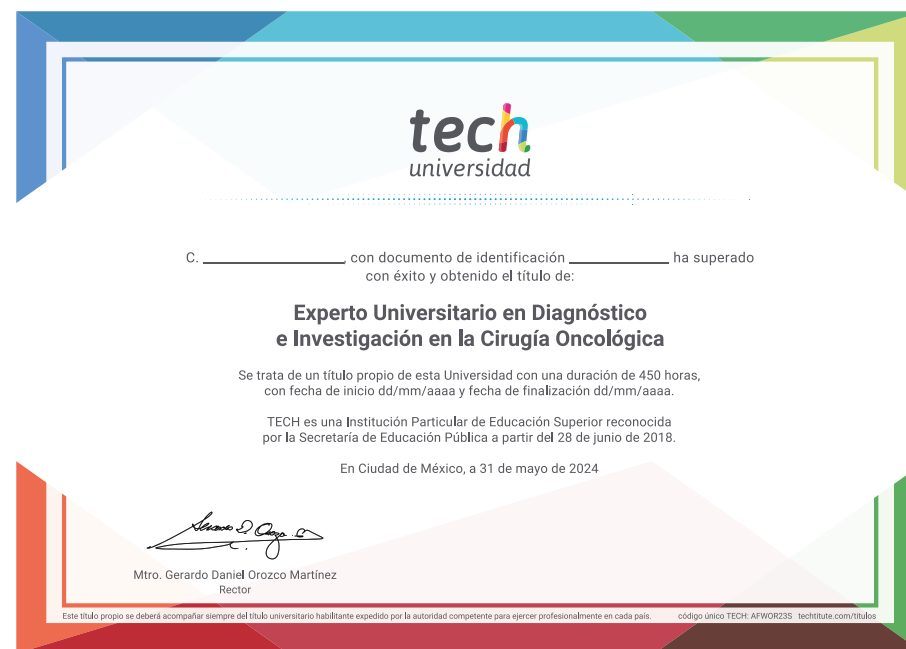 tech
universidad
C. ____________________, con documento de identificación ______________ ha superado
con éxito y obtenido el título de:
Experto Universitario en Diagnóstico
e Investigación en la Cirugía Oncológica
Se trata de un título propio de esta Universidad con una duración de 450 horas,
con fecha de inicio dd/mm/aaaa y fecha de finalización dd/mm/aaaa.
TECH es una Institución Particular de Educación Superior reconocida
por la Secretaría de Educación Pública a partir del 28 de junio de 2018.
En Ciudad de México, a 31 de mayo de 2024
Mtro. Gerardo Daniel Orozco Martínez
Rector
Este título propio se deberá acompañar siempre del título universitario habilitante expedido por la autoridad competente para ejercer profesionalmente en cada país. código único TECH: AFWOR23S techtitute.com/titulos